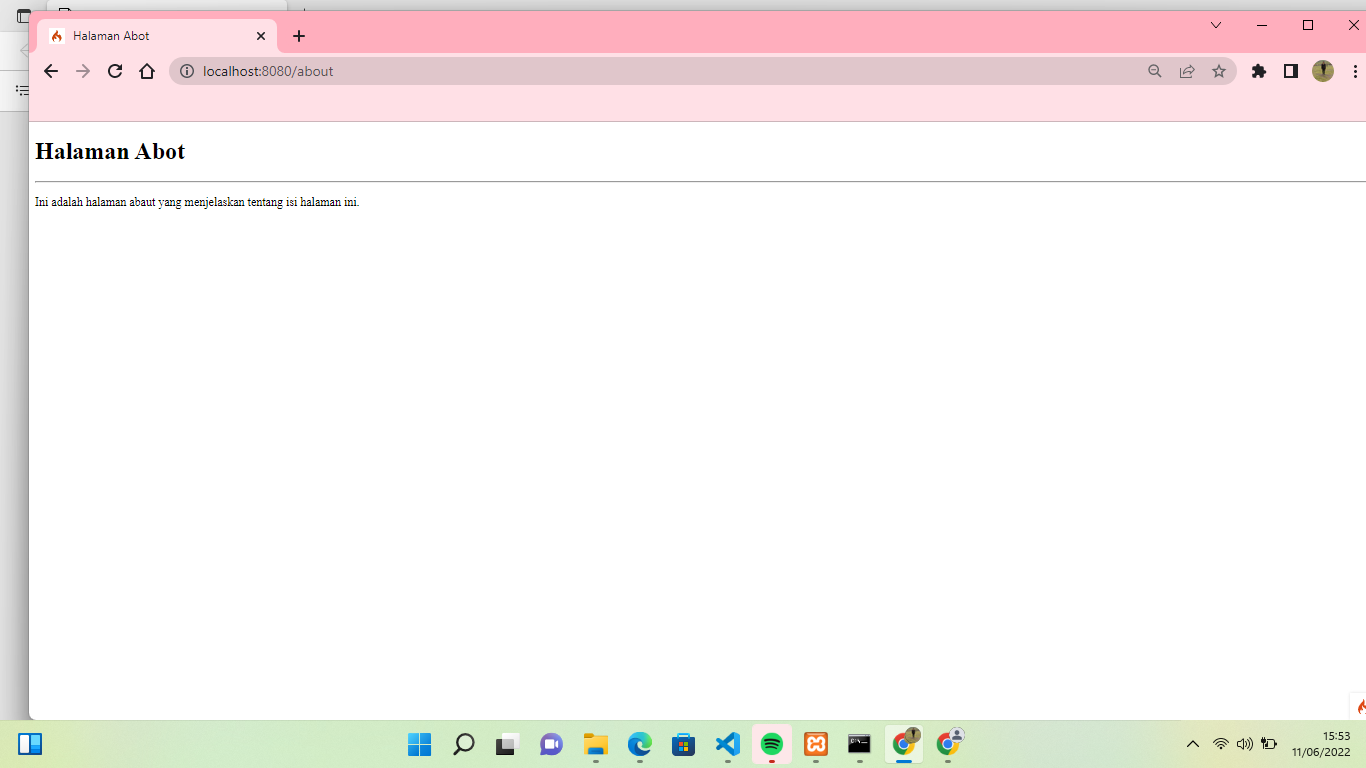 Halaman Abot
localhost:8080/about
Halaman Abot
Ini adalah halaman abaut yang menjelaskan tentang isi halaman ini.
15:53
11/06/2022